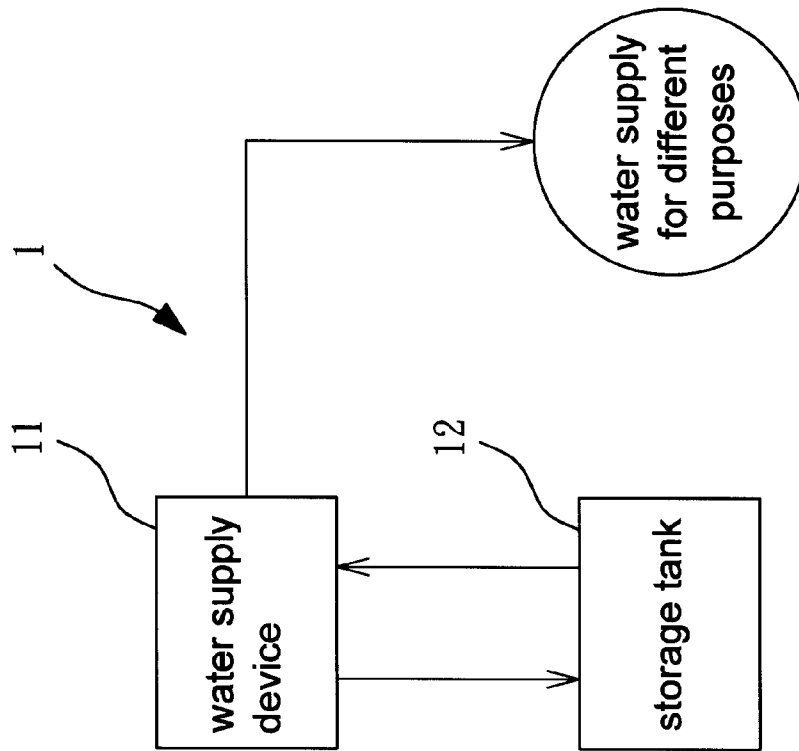 1
11
water supply
device
12
storage tank
water supply
for different
purposes